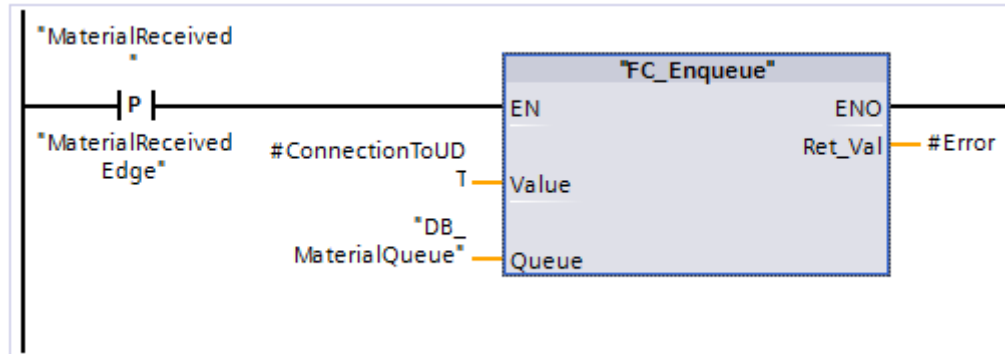 "MaterialReceived
"
"FC_Enqueue"
P
EN
ENO
"MaterialReceived
Edge"
#ConnectionToUD
T
Value
Ret_Val
#Error
"DB_
MaterialQueue"
Queue